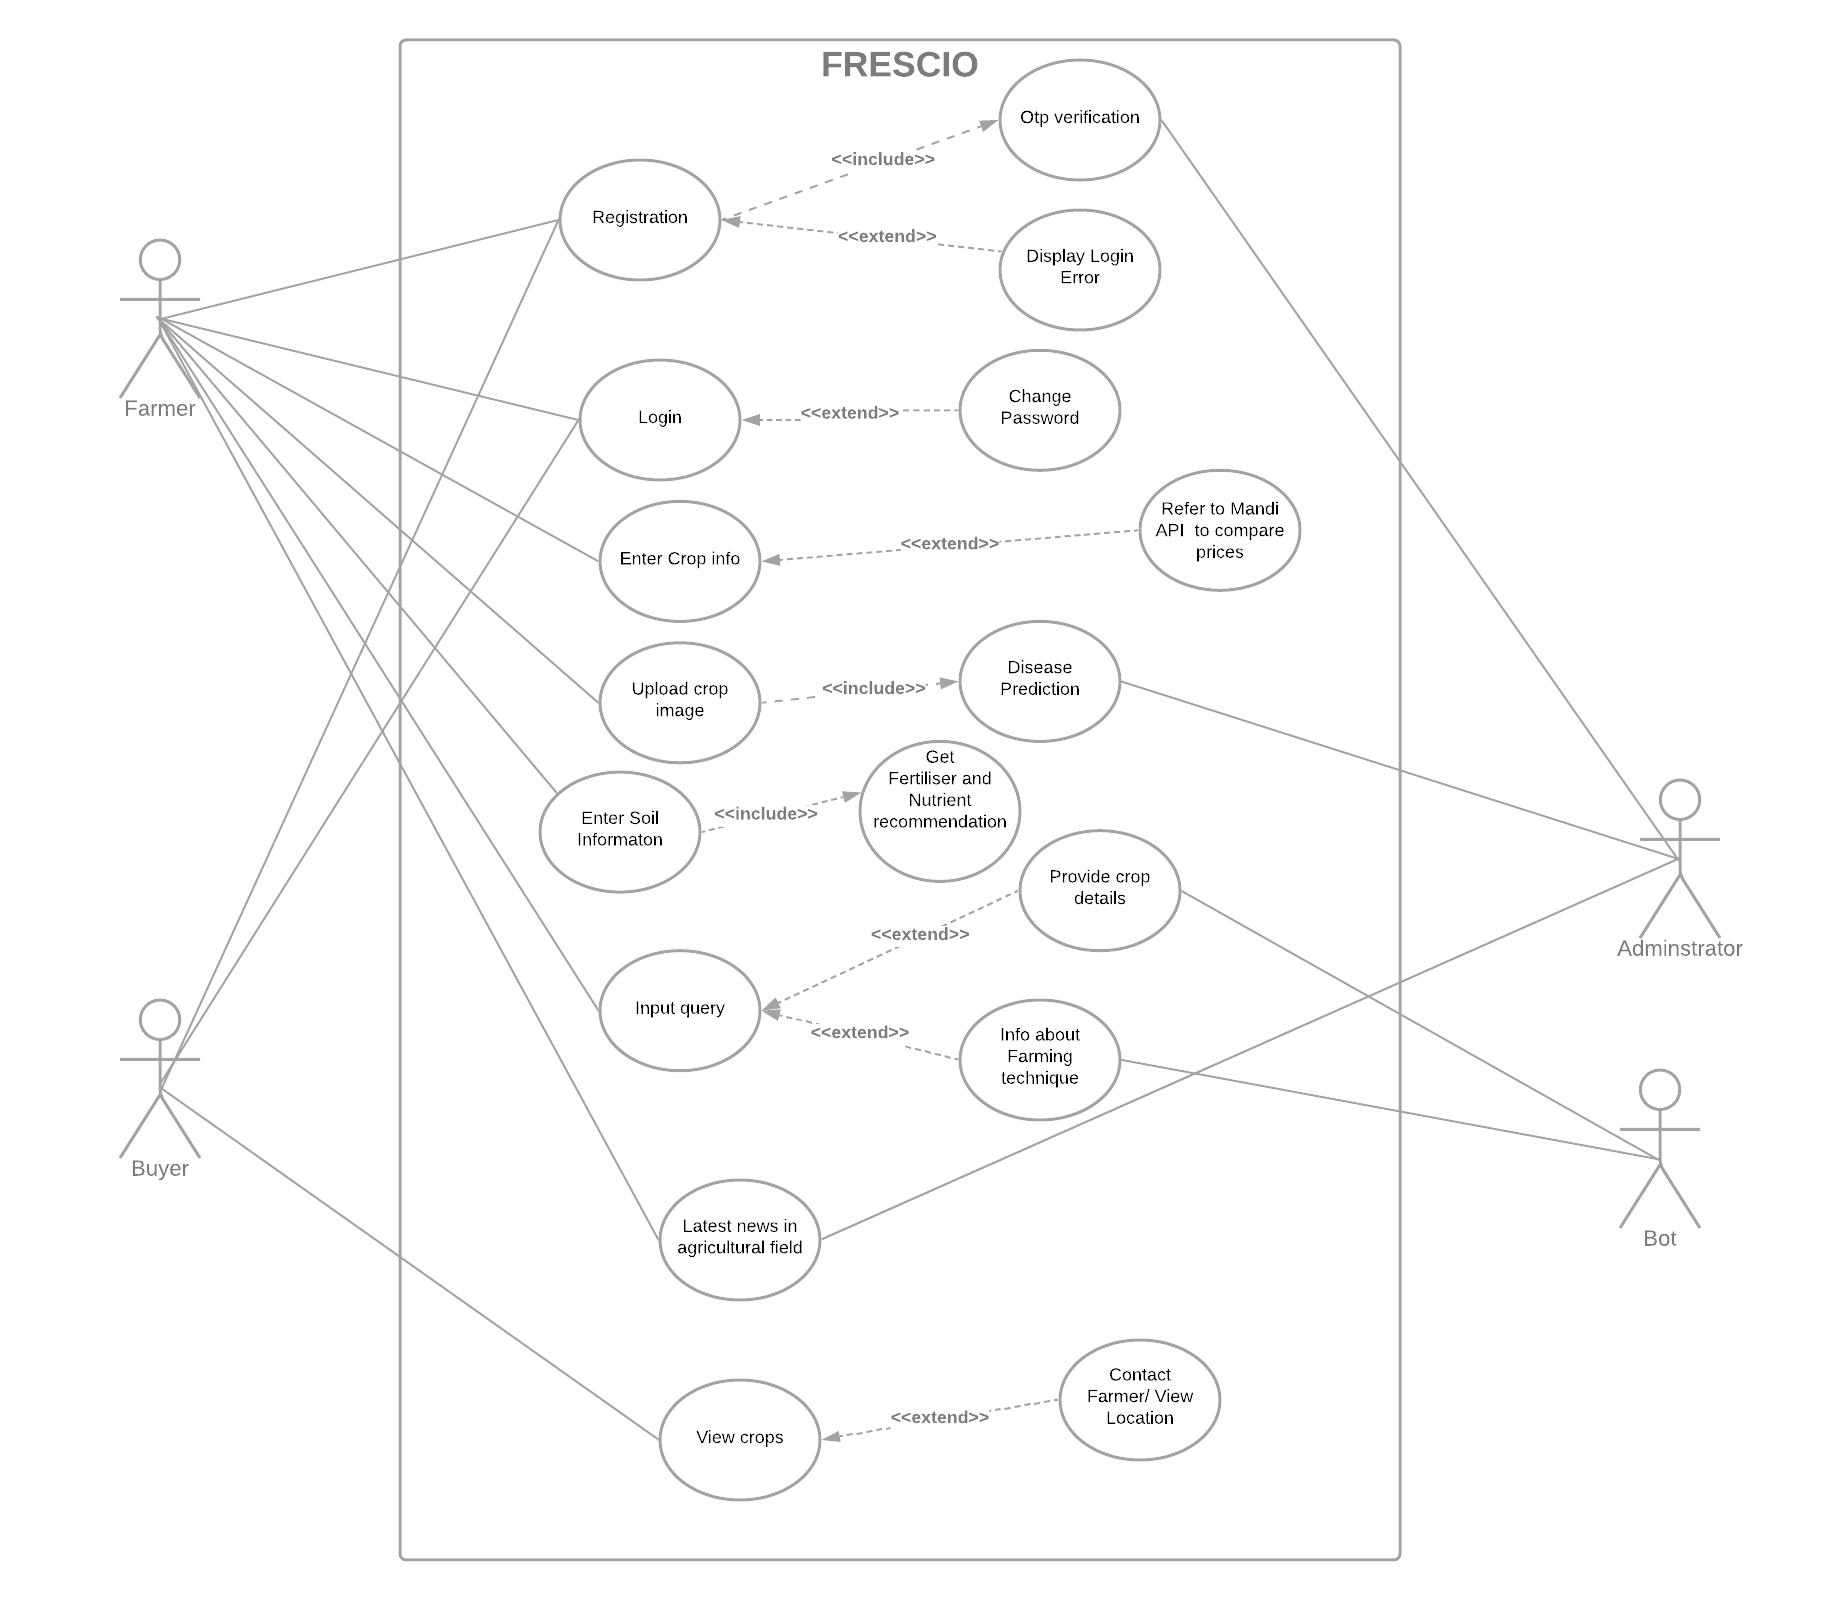 FRESCIO
Otp verification
<<include>>
Registration
<<extend>>
Display Login
Error
Farmer
Login
<<extend>>
Change
Password
Enter Crop info
<<extend>>
Refer to Mandi
API  to compare
prices
Upload crop
image
<<include>>
Disease
Prediction
Enter Soil
Informaton
<<include>>
Get
Fertiliser and
Nutrient
recommendation
Provide crop
details
Adminstrator
<<extend>>
Input query
<<extend>>
Info about
Farming
technique
Buyer
Bot
Latest news in
agricultural field
View crops
<<extend>>
Contact
Farmer/ View
Location